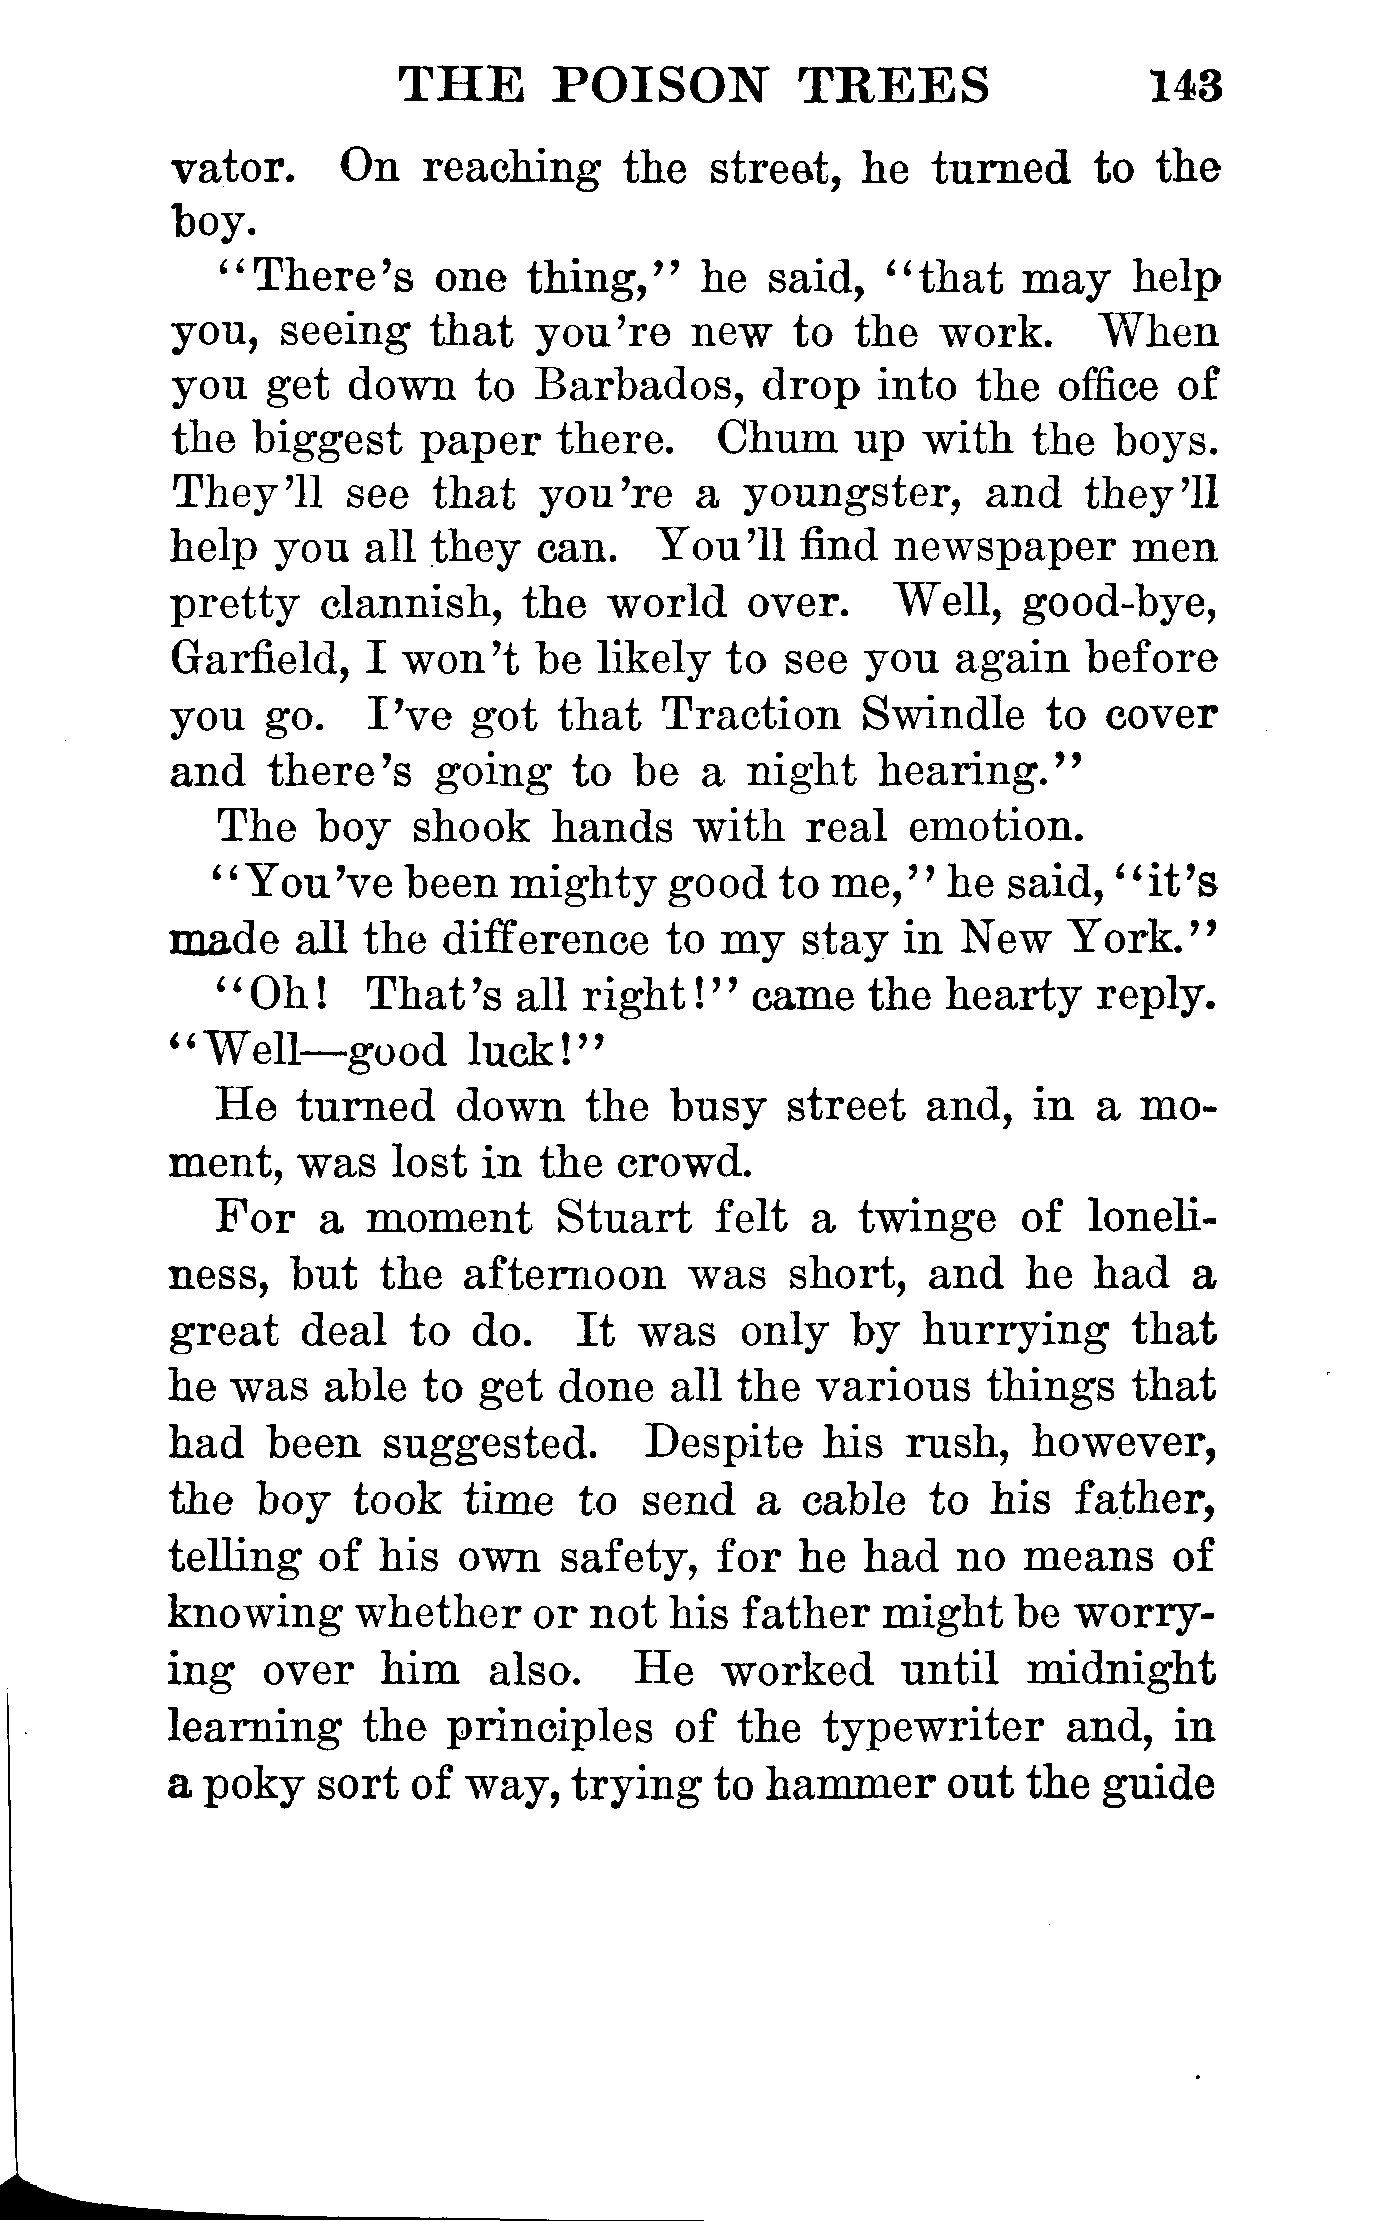 THE POISON TREES 143
vator. On reaching the street, he turned to the
boy.
"There's one thing," he said, "that may help
you, seeing that you're new to the work. When
you get down to Barbados, drop into the office of
the biggest paper there. Chum up with the boys.
They'll see that you're a youngster, and they'll
help you all they can. You'll find newspaper men
pretty clannish, the world over. Well, good-bye,
Garfield, I won't be likely to see you again before
you go. I've got that Traction Swindle to cover
and there's going to be a night hearing."
The boy shook hands with real emotion.
"You've been mighty good to me," he said, "it's
made all the difference to my stay in New York."
"Oh! That's all right!" came the hearty reply.
"Well—good luck!"
He turned down the busy street and, in a mo-
ment, was lost in the crowd.
For a moment Stuart felt a twinge of loneli-
ness, but the afternoon was short, and he had a
great deal to do. It was only by hurrying that
he was able to get done all the various things that
had been suggested. Despite his rush, however,
the boy took time to send a cable to his father,
telling of his own safety, for he had no means of
knowing whether or not his father might be worry-
ing over him also. He worked until midnight
learning the principles of the typewriter and, in
a poky sort of way, trying to hammer out the guide